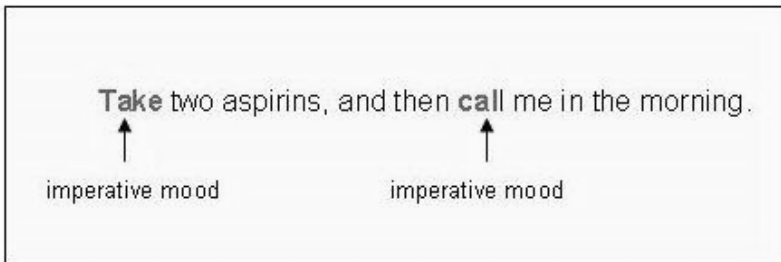 Take two aspirins, and then call me in the morning.
imperative mood imperative mood